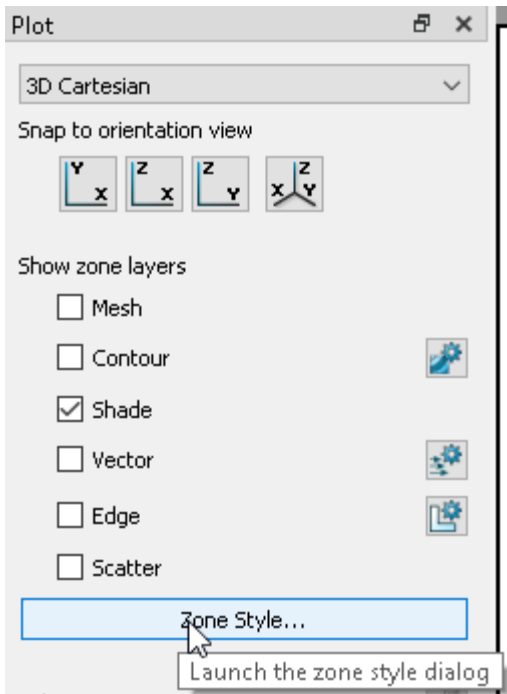 Plot
3D Cartesian
Snap to orientation view
Y X Z X Z Y Z X Y
Show zone layers
Mesh
Contour
Shade
Vector
Edge
Scatter
Zone Style...
Launch the zone style dialog